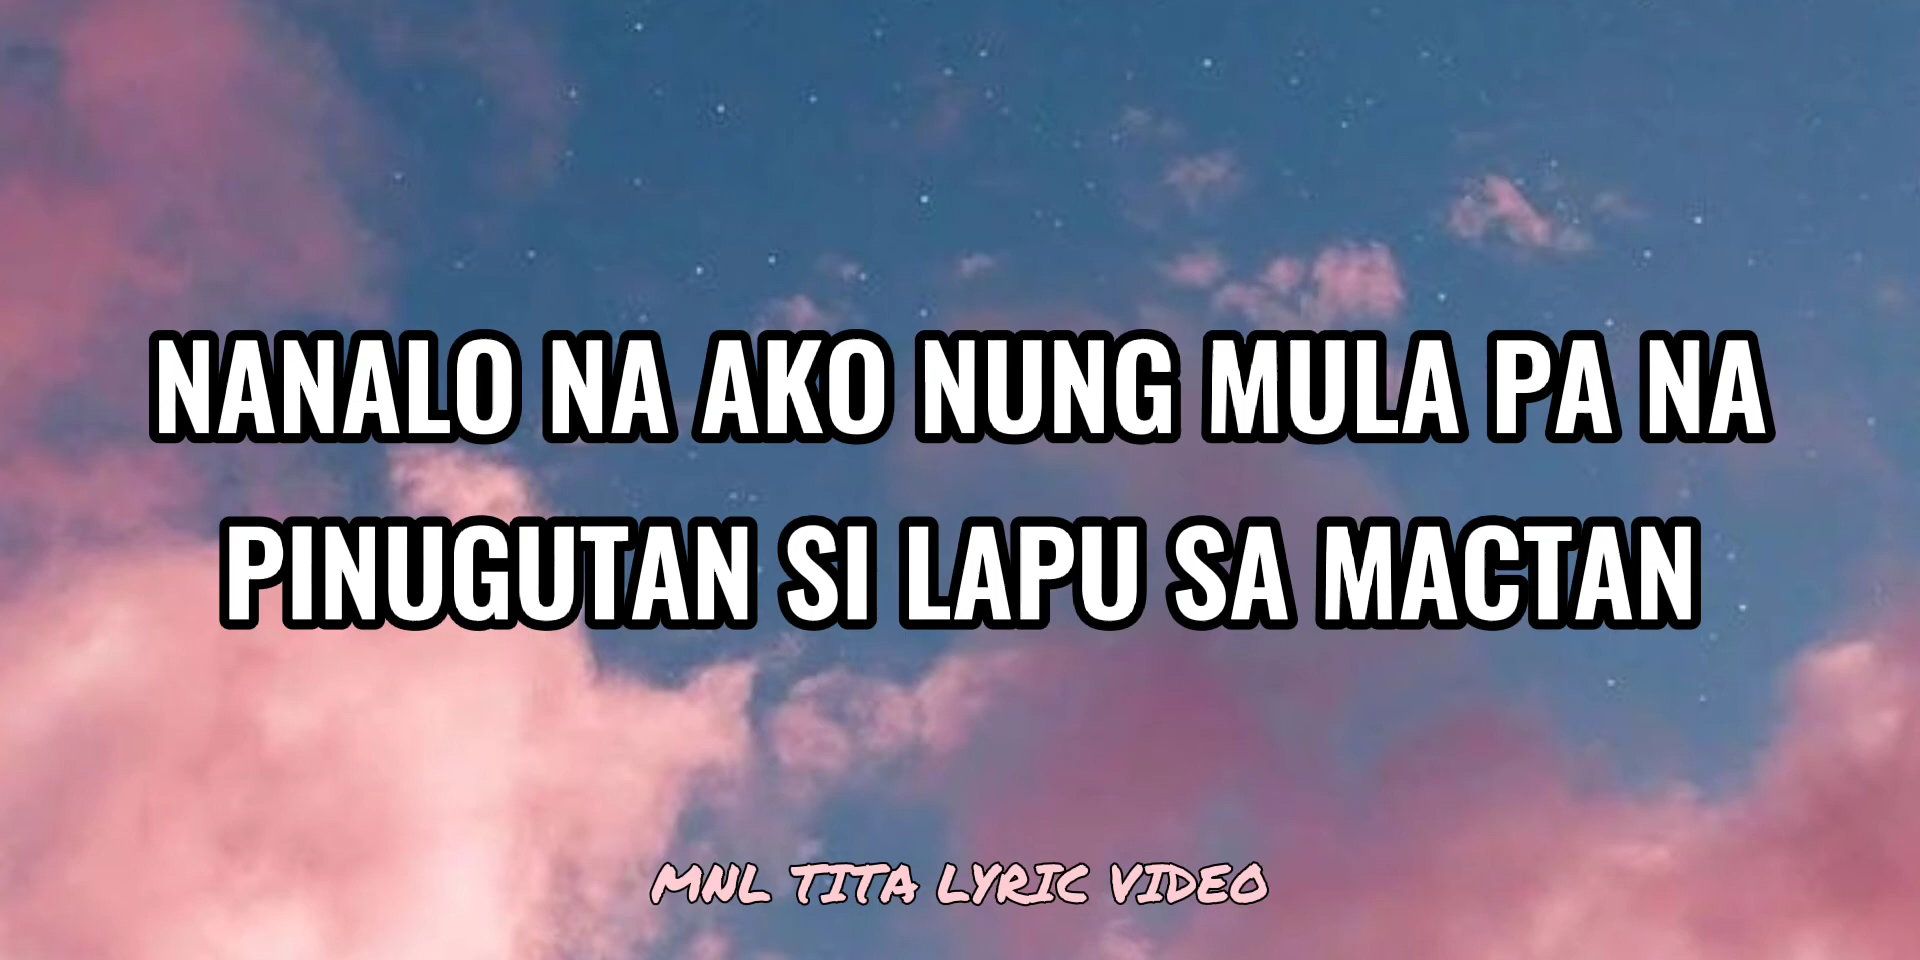 NANALO NA AKO NUNG MULA PA NA
PINUGUTAN SI LAPU SA MACTAN
MNL TITA LYRIC VIDEO